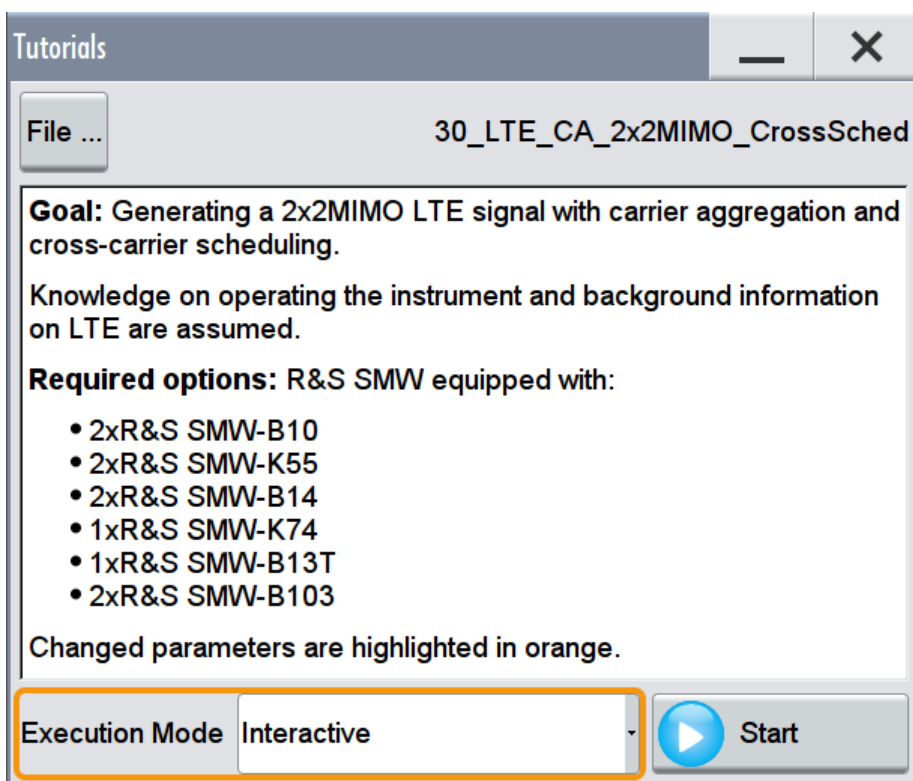 Tutorials
File ...
30_LTE_CA_2x2MIMO_CrossSched
Goal: Generating a 2x2MIMO LTE signal with carrier aggregation and
cross-carrier scheduling.
Knowledge on operating the instrument and background information
on LTE are assumed.
Required options: R&S SMW equipped with:
• 2xR&S SMW-B10
• 2xR&S SMW-K55
• 2xR&S SMW-B14
• 1xR&S SMW-K74
• 1xR&S SMW-B13T
• 2xR&S SMW-B103
Changed parameters are highlighted in orange.
Execution Mode Interactive
Start